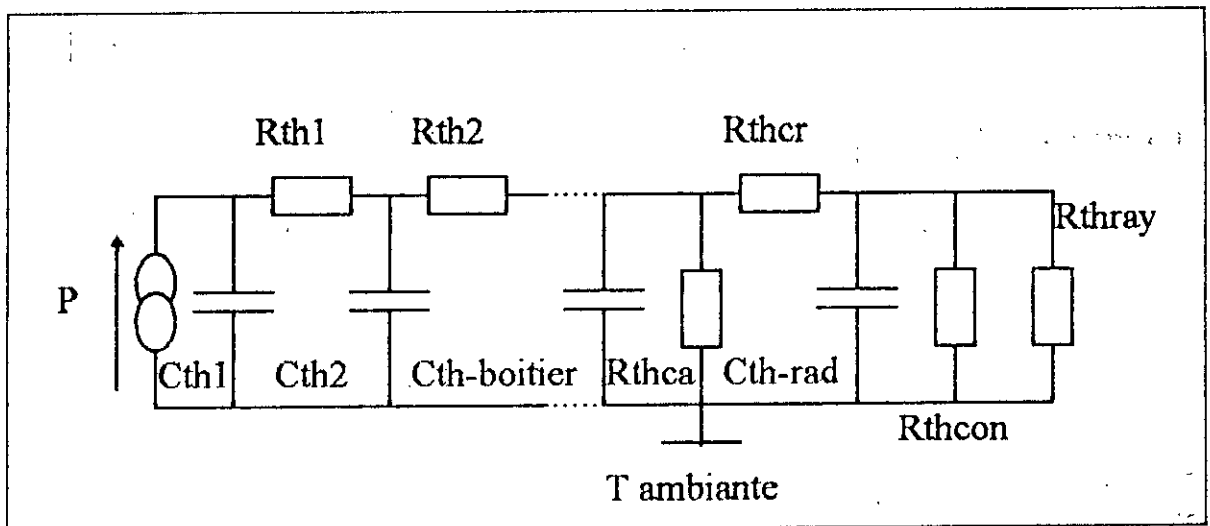 Rth1 Rth2 Rthcr
Rthray
P
Cth1 Cth2 Cth-boitier Rthca Cth-rad
Rthcon
T ambiante